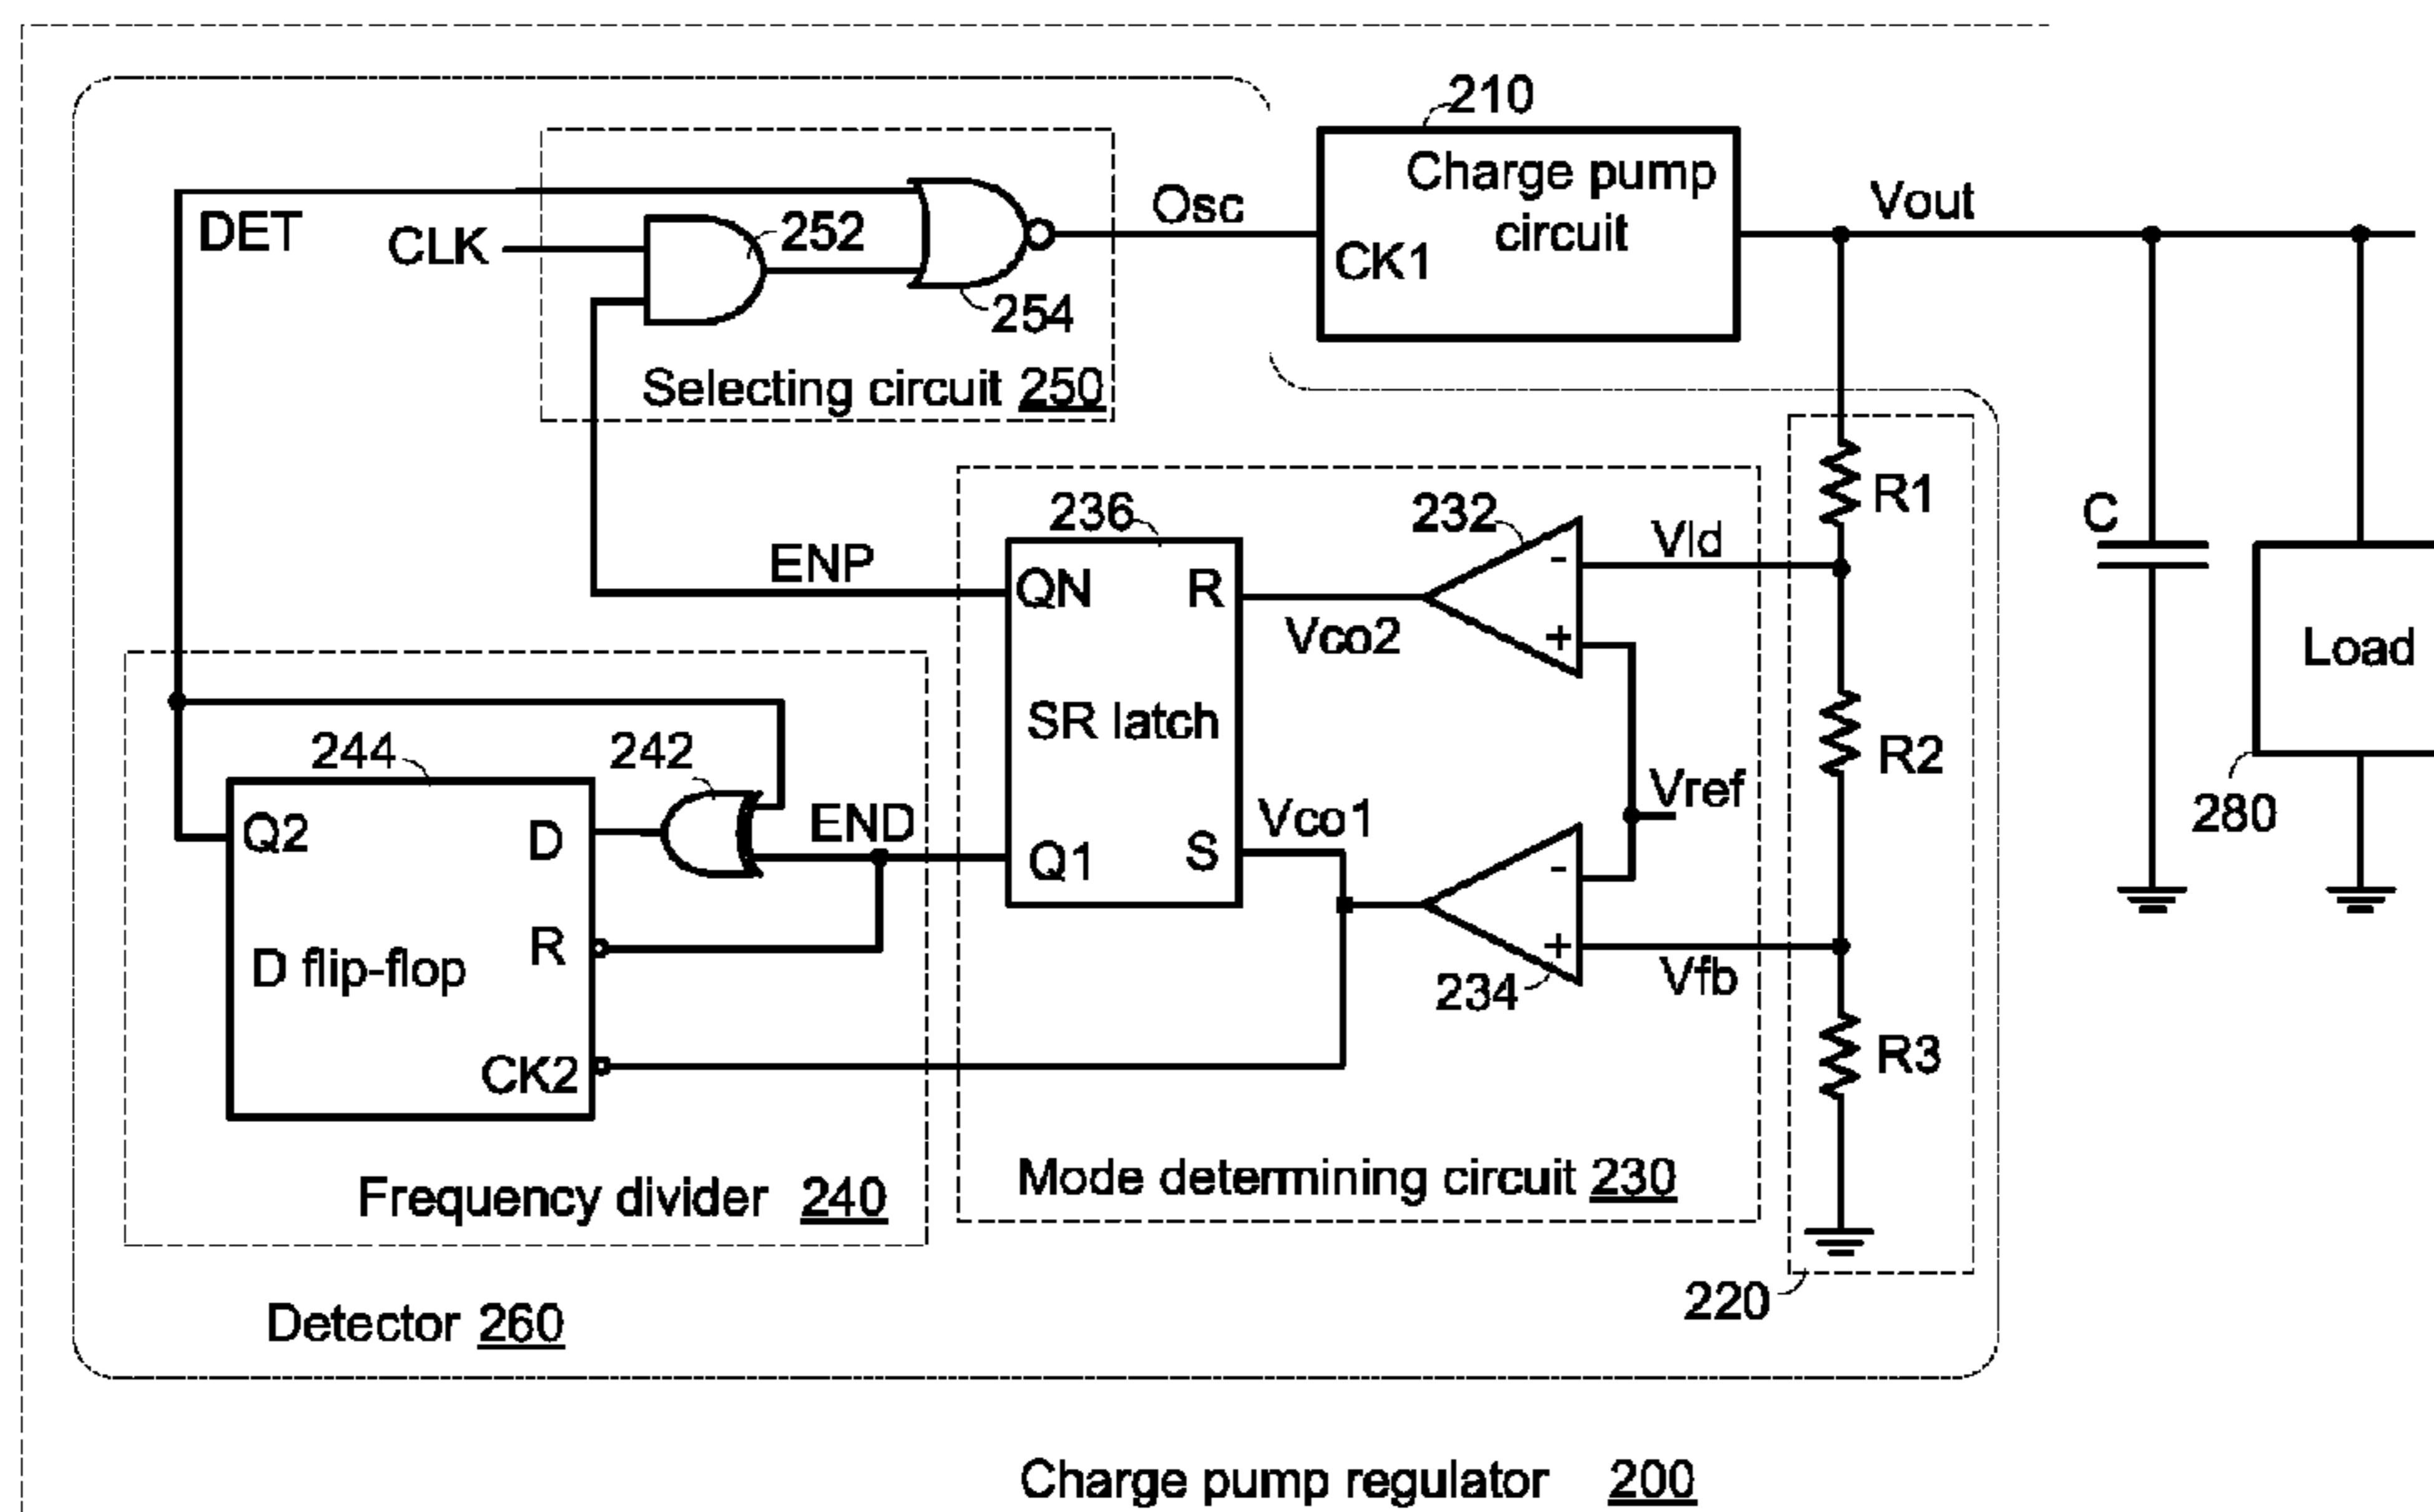 210
Charge pump
circuit
CK1
Osc
Vout
DET
CLK
252
254
Selecting circuit 250
R1
C
Load
280
236
232
Vld
ENP
QN
R
Vco2
+
-
SR latch
R2
Vref
244
242
END
Vco1
Q2
D
Q1
S
-
+
R
D flip-flop
234
Vfb
CK2
R3
Frequency divider 240
Mode determining circuit 230
220
Detector 260
Charge pump regulator 200